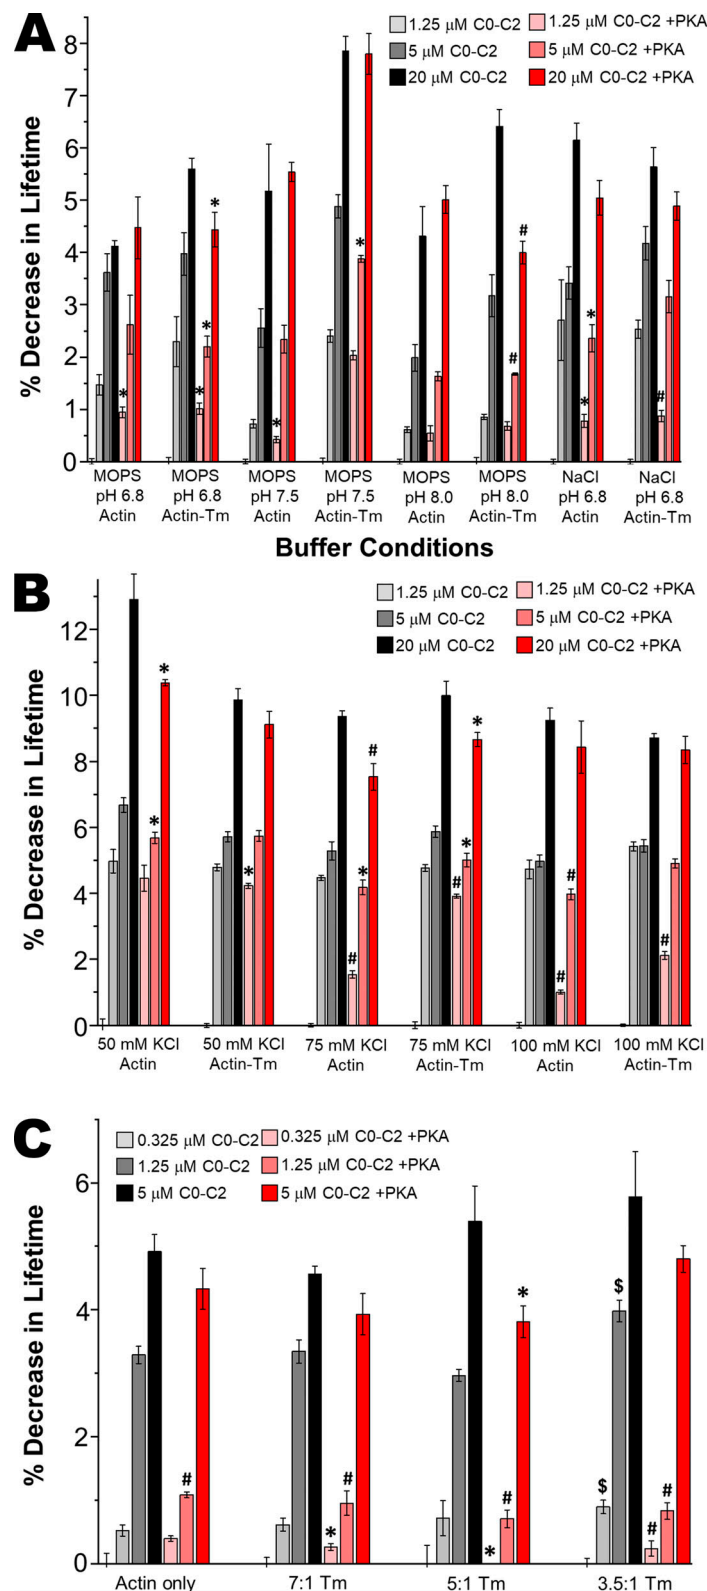 A
1.25 μM C0-C2 1.25 μM C0-C2 +PKA
5 μM C0-C2 5 μM C0-C2 +PKA
20 μM C0-C2 20 μM C0-C2 +PKA
% Decrease in Lifetime
8
7
6
5
4
3
2
1
0
* * * * * * # # # * * #
MOPS MOPS MOPS MOPS MOPS MOPS NaCl NaCl
pH 6.8 pH 6.8 pH 7.5 pH 7.5 pH 8.0 pH 8.0 pH 6.8 pH 6.8
Actin Actin-Tm Actin Actin-Tm Actin Actin-Tm Actin Actin-Tm
Buffer Conditions
B
1.25 μM C0-C2 1.25 μM C0-C2 +PKA
5 μM C0-C2 5 μM C0-C2 +PKA
20 μM C0-C2 20 μM C0-C2 +PKA
% Decrease in Lifetime
12
10
8
6
4
2
0
* * * # * # # * * # # #
50 mM KCl 50 mM KCl 75 mM KCl 75 mM KCl 100 mM KCl 100 mM KCl
Actin Actin-Tm Actin Actin-Tm Actin Actin-Tm
C
0.325 μM C0-C2 0.325 μM C0-C2 +PKA
1.25 μM C0-C2 1.25 μM C0-C2 +PKA
5 μM C0-C2 5 μM C0-C2 +PKA
% Decrease in Lifetime
6
4
2
0
# * # * # * $ $ # #
Actin only 7:1 Tm 5:1 Tm 3.5:1 Tm